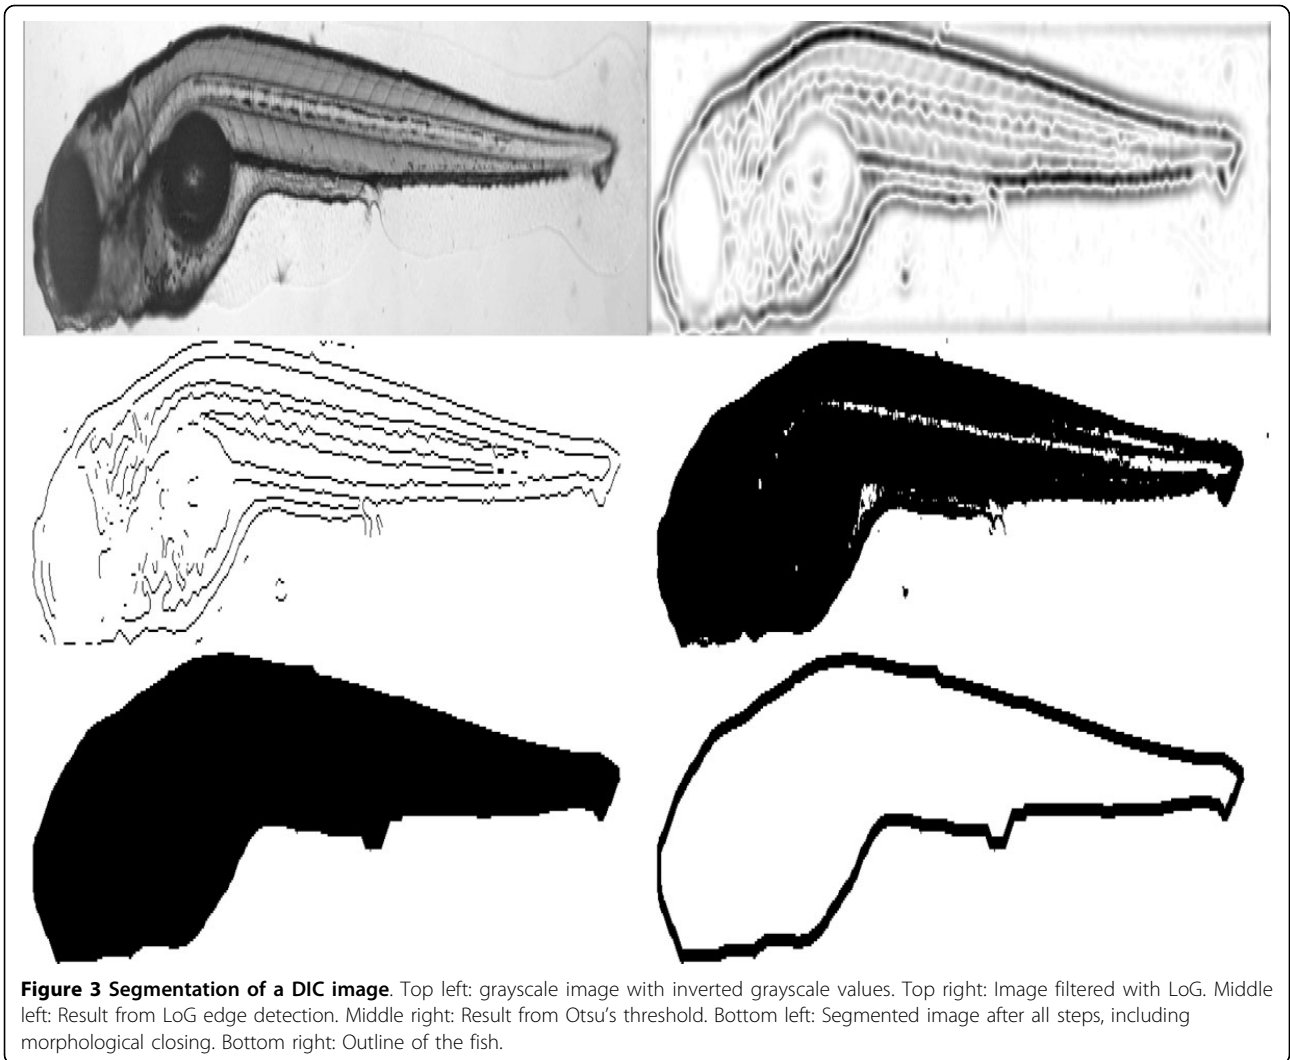 Figure 3 Segmentation of a DIC image. Top left: grayscale image with inverted grayscale values. Top right: Image filtered with LoG. Middle
left: Result from LoG edge detection. Middle right: Result from Otsu's threshold. Bottom left: Segmented image after all steps, including
morphological closing. Bottom right: Outline of the fish.